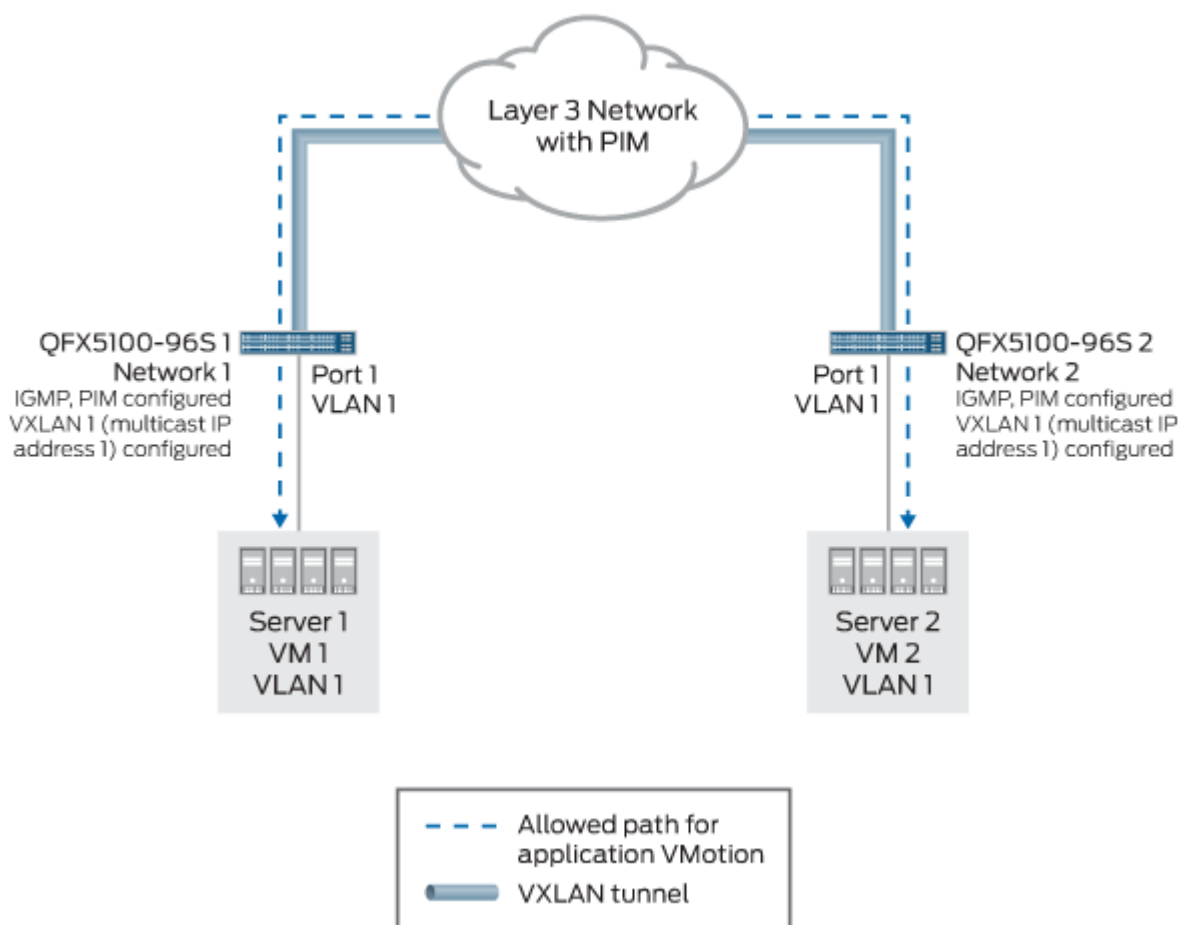 Layer 3 Network
with PIM
QFX5100-96S 1
Network 1
IGMP, PIM configured
VXLAN 1 (multicast IP
address 1) configured
Port 1
VLAN 1
Port 1
VLAN 1
QFX5100-96S 2
Network 2
IGMP, PIM configured
VXLAN 1 (multicast IP
address 1) configured
Server 1
VM 1
VLAN 1
Server 2
VM 2
VLAN 1
Allowed path for
application VMotion
VXLAN tunnel